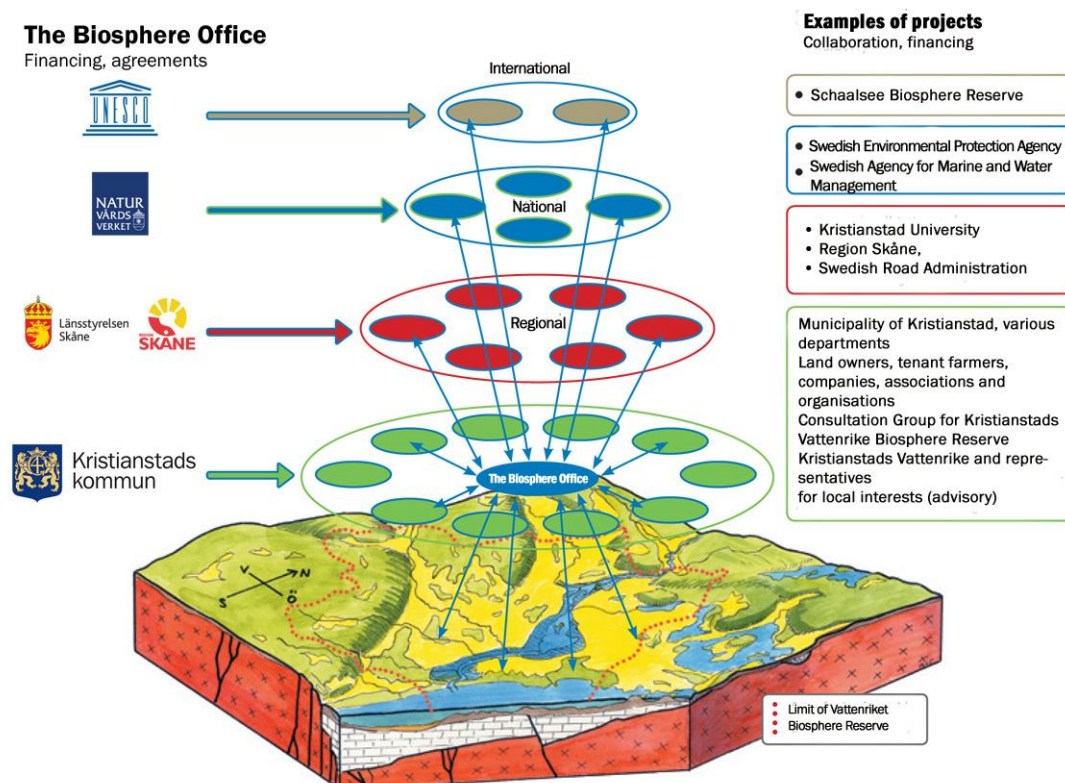 The Biosphere Office
Financing, agreements
UNESCO
NATUR
VÅRDS
VERKET
Länsstyrelsen
Skåne
REGION
SKÅNE
Kristianstads
kommun
International
National
Regional
The Biosphere Office
V
N
S
Ö
Examples of projects
Collaboration, financing
• Schaalsee Biosphere Reserve
• Swedish Environmental Protection Agency
• Swedish Agency for Marine and Water
Management
• Kristianstad University
• Region Skåne,
• Swedish Road Administration
Municipality of Kristianstad, various
departments
Land owners, tenant farmers,
companies, associations and
organisations
Consultation Group for Kristianstads
Vattenrike Biosphere Reserve
Kristianstads Vattenrike and repre-
sentatives
for local interests (advisory)
Limit of Vattenriket
Biosphere Reserve